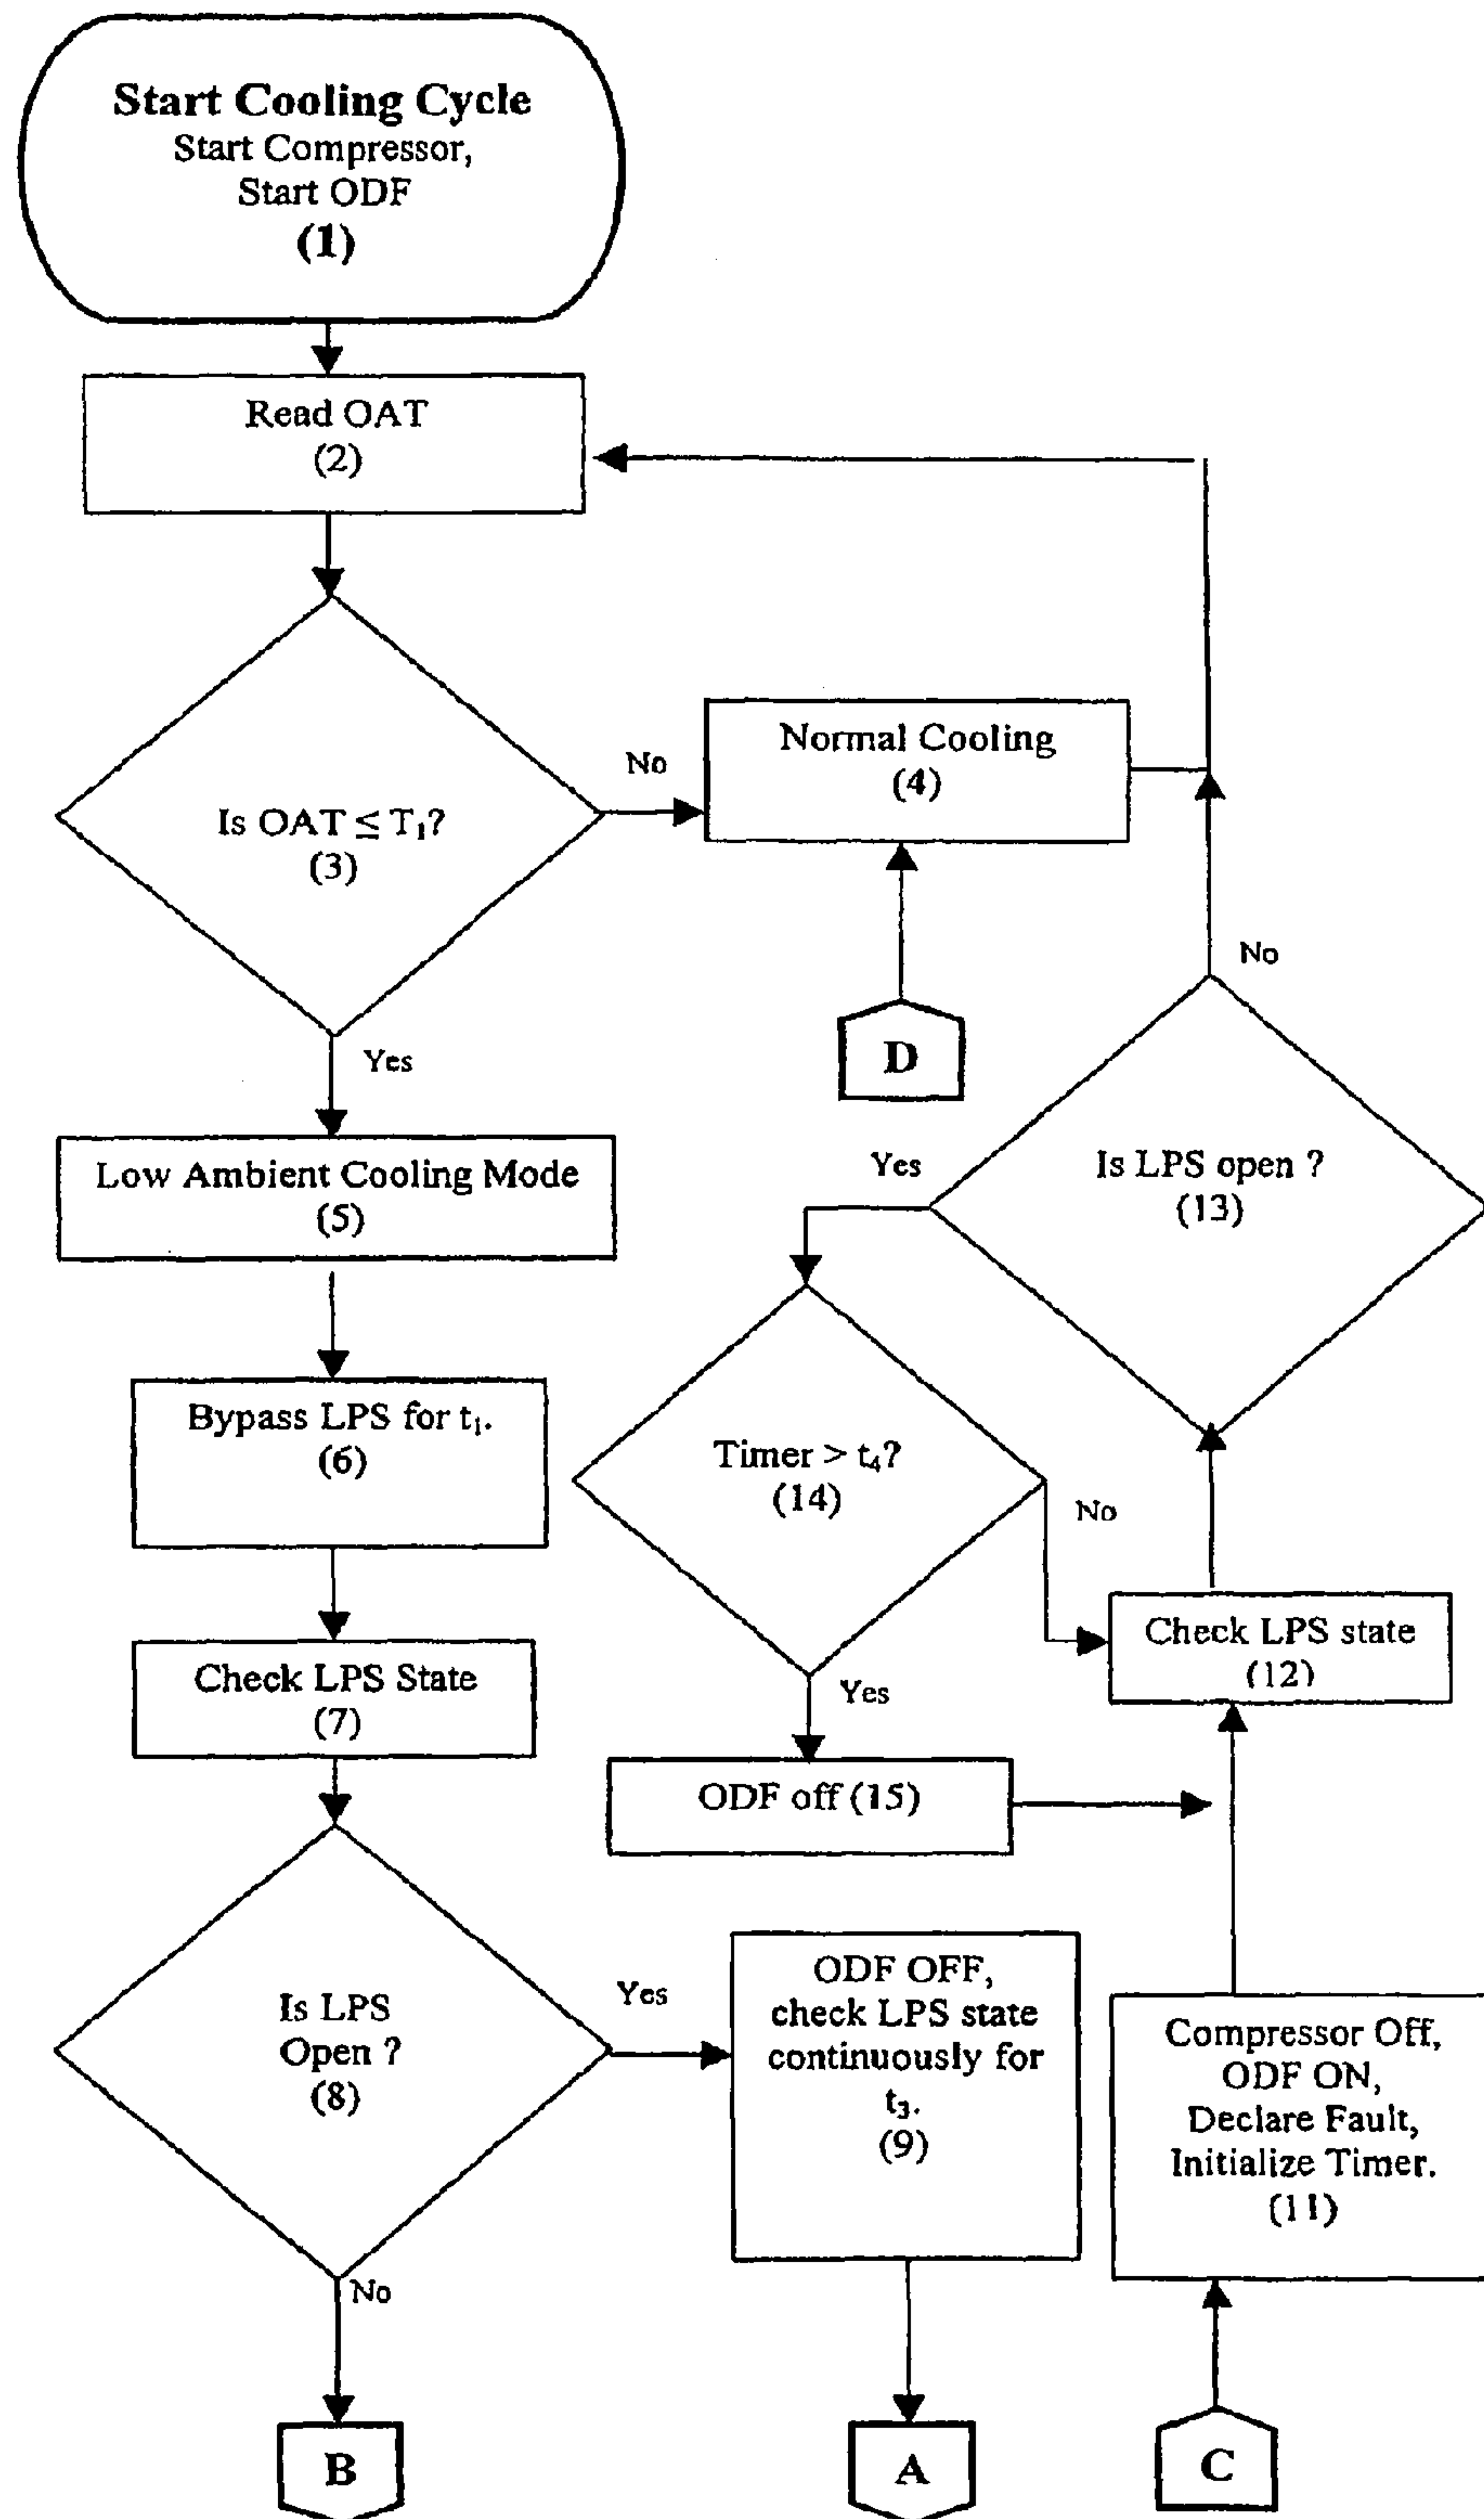 Start Cooling Cycle
Start Compressor,
Start ODF
(1)
Read OAT
(2)
Is OAT ≤ T₁?
(3)
No
Normal Cooling
(4)
D
Yes
Low Ambient Cooling Mode
(5)
Bypass LPS for t₁.
(6)
Check LPS State
(7)
Is LPS
Open ?
(8)
Yes
No
B
ODF OFF,
check LPS state
continuously for
t₃.
(9)
A
No
Is LPS open ?
(13)
Yes
Timer > t₄?
(14)
No
Yes
Check LPS state
(12)
ODF off (15)
Compressor Off,
ODF ON,
Declare Fault,
Initialize Timer.
(11)
C